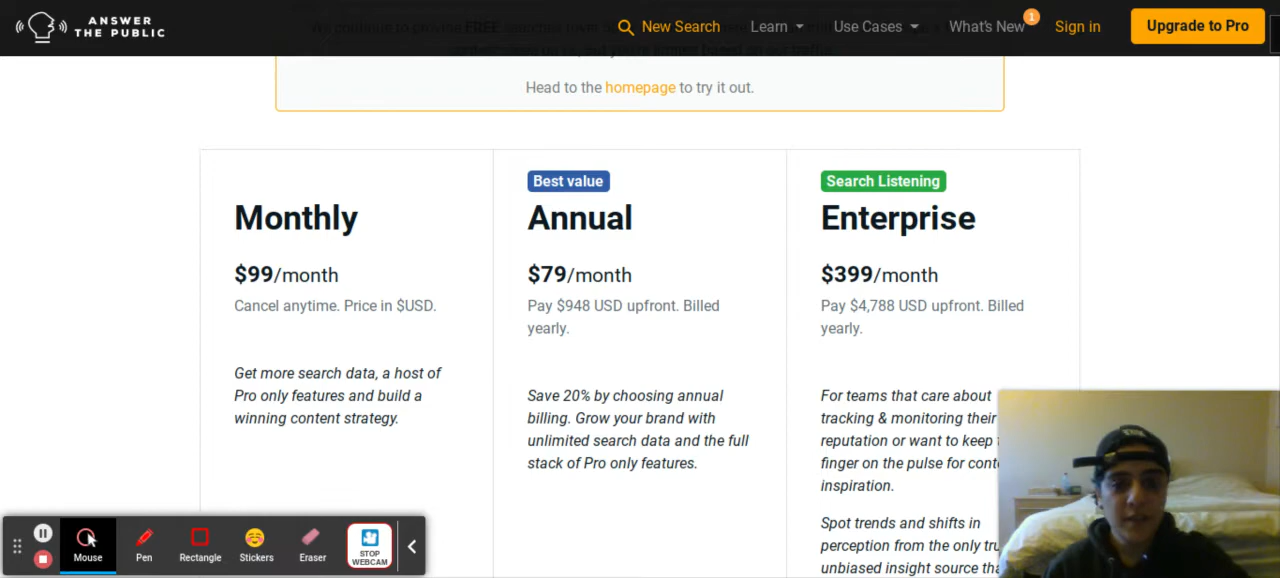 ANSWER
THE PUBLIC
New Search
Learn
Use Cases
What's New
1
Sign in
Upgrade to Pro
We continue to provide FREE
Head to the homepage to try it out.
Monthly
$99/month
Cancel anytime. Price in $USD.
Get more search data, a host of
Pro only features and build a
winning content strategy.
Best value
Annual
$79/month
Pay $948 USD upfront. Billed
yearly.
Save 20% by choosing annual
billing. Grow your brand with
unlimited search data and the full
stack of Pro only features.
Search Listening
Enterprise
$399/month
Pay $4,788 USD upfront. Billed
yearly.
For teams that care about
tracking & monitoring their
reputation or want to keep
finger on the pulse for
inspiration.
Spot trends and shifts in
perception from the only
unbiased insight source
Mouse
Pen
Rectangle
Stickers
Eraser
STOP
WEBCAM